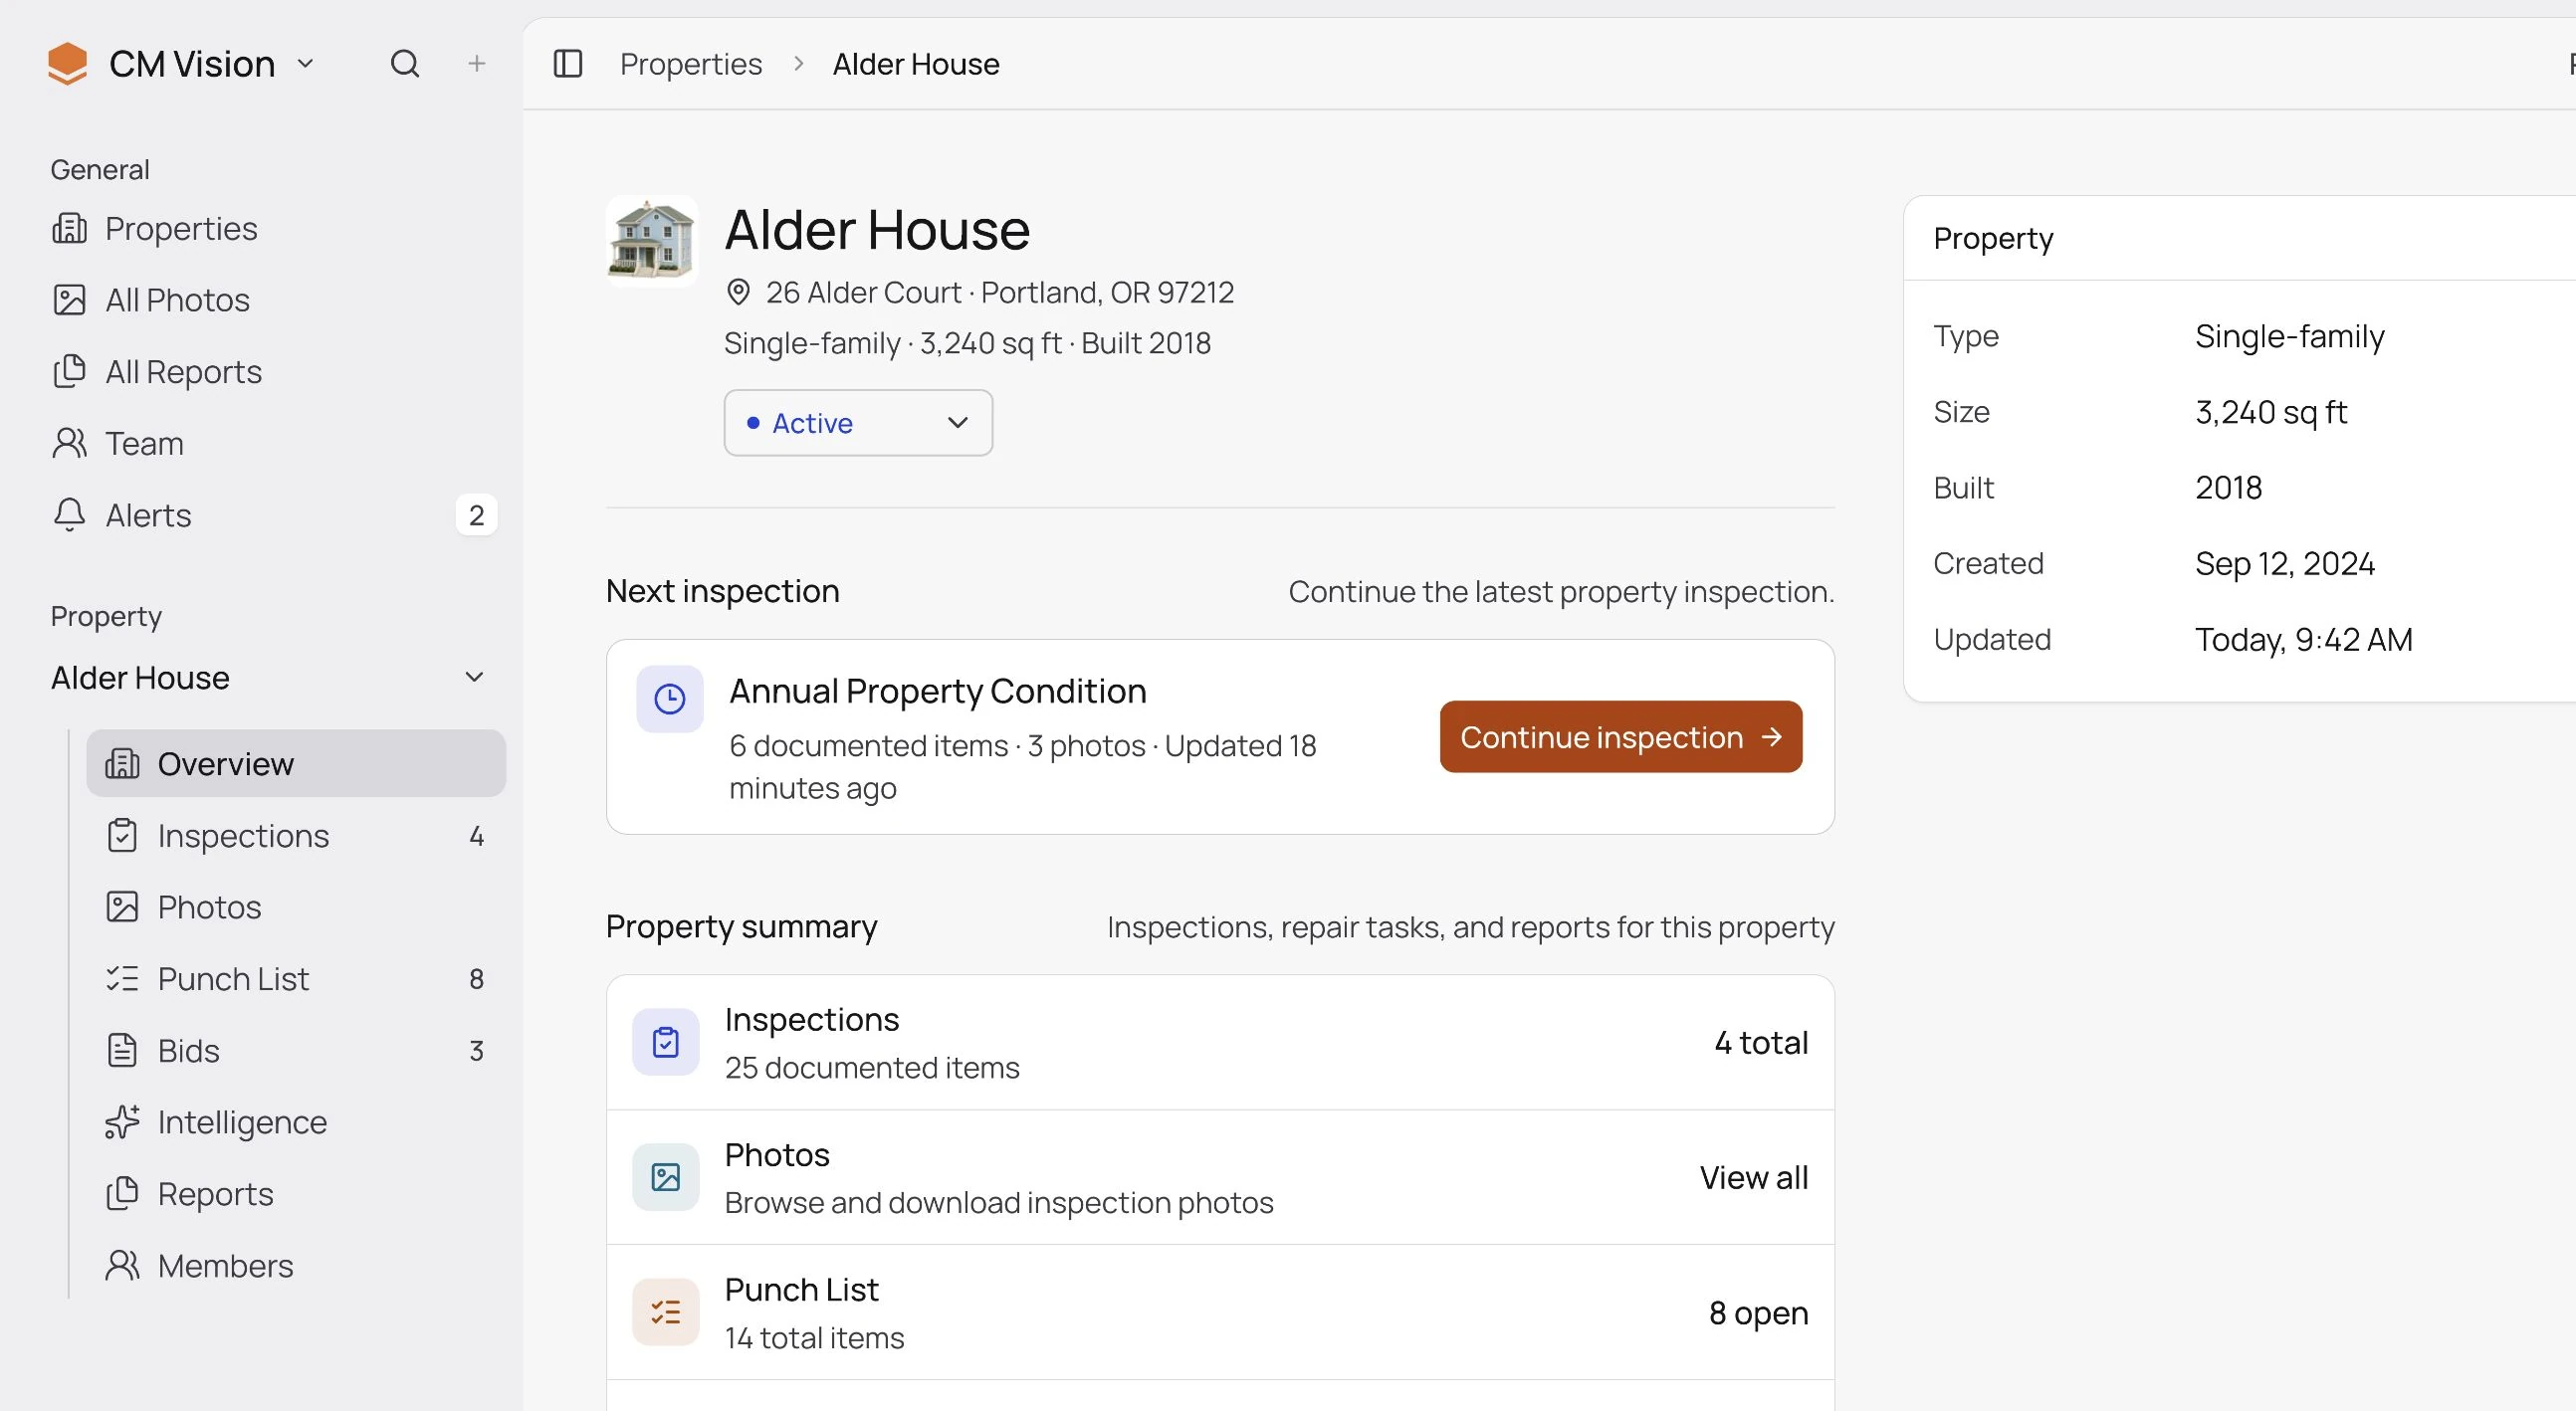 CM Vision
General
Properties
All Photos
All Reports
Team
Alerts 2
Property
Alder House
Overview
Inspections 4
Photos
Punch List 8
Bids 3
Intelligence
Reports
Members
Properties > Alder House
Alder House
26 Alder Court · Portland, OR 97212
Single-family · 3,240 sq ft · Built 2018
Active
Next inspection Continue the latest property inspection.
Annual Property Condition
6 documented items · 3 photos · Updated 18
minutes ago
Continue inspection →
Property summary Inspections, repair tasks, and reports for this property
Inspections
25 documented items
4 total
Photos
Browse and download inspection photos
View all
Punch List
14 total items
8 open
Property
Type Single-family
Size 3,240 sq ft
Built 2018
Created Sep 12, 2024
Updated Today, 9:42 AM